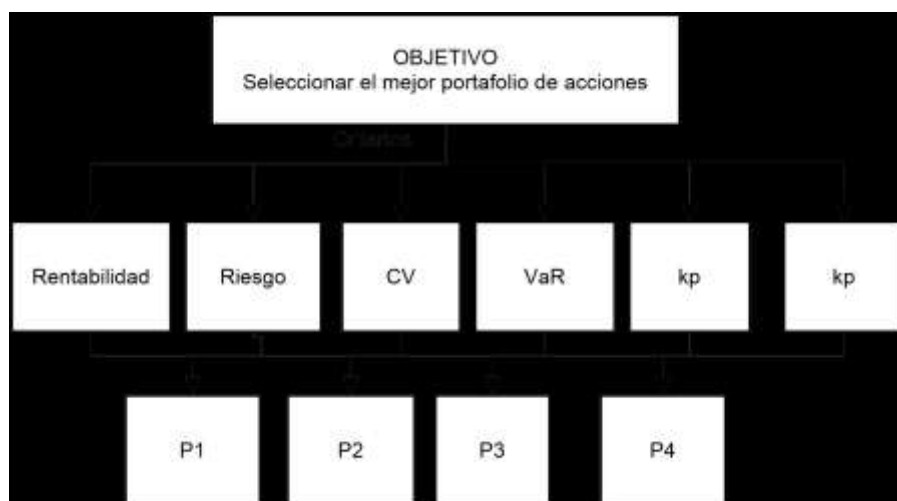 OBJETIVO
Seleccionar el mejor portafolio de acciones
Criterios
Rentabilidad
Riesgo
CV
VaR
kp
kp
P1
P2
P3
P4